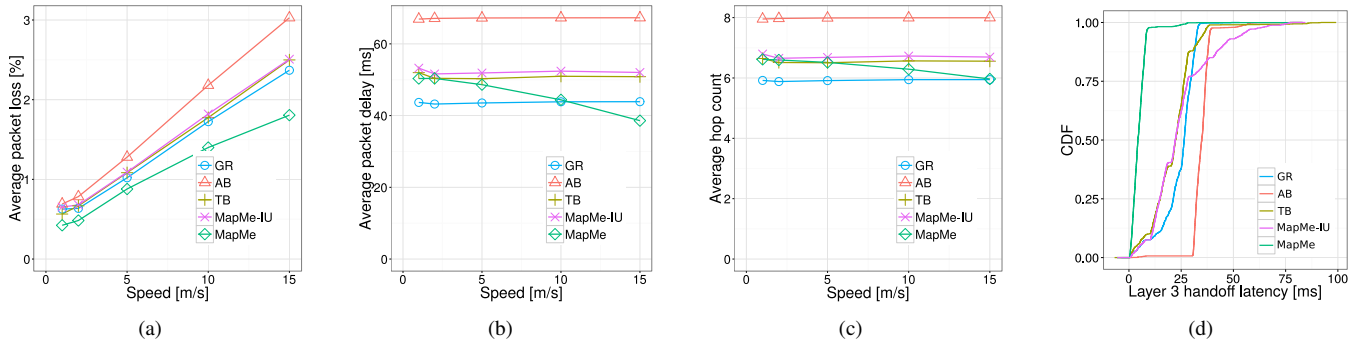 Average packet loss [%]
3
2
1
0
0
5
10
15
Speed [m/s]
GR
AB
TB
MapMe-IU
MapMe
(a)
Average packet delay [ms]
60
40
20
0
0
5
10
15
Speed [m/s]
GR
AB
TB
MapMe-IU
MapMe
(b)
Average hop count
8
6
4
2
0
0
5
10
15
Speed [m/s]
GR
AB
TB
MapMe-IU
MapMe
(c)
CDF
1.00
0.75
0.50
0.25
0.00
0
25
50
75
100
Layer 3 handoff latency [ms]
GR
AB
TB
MapMe-IU
MapMe
(d)